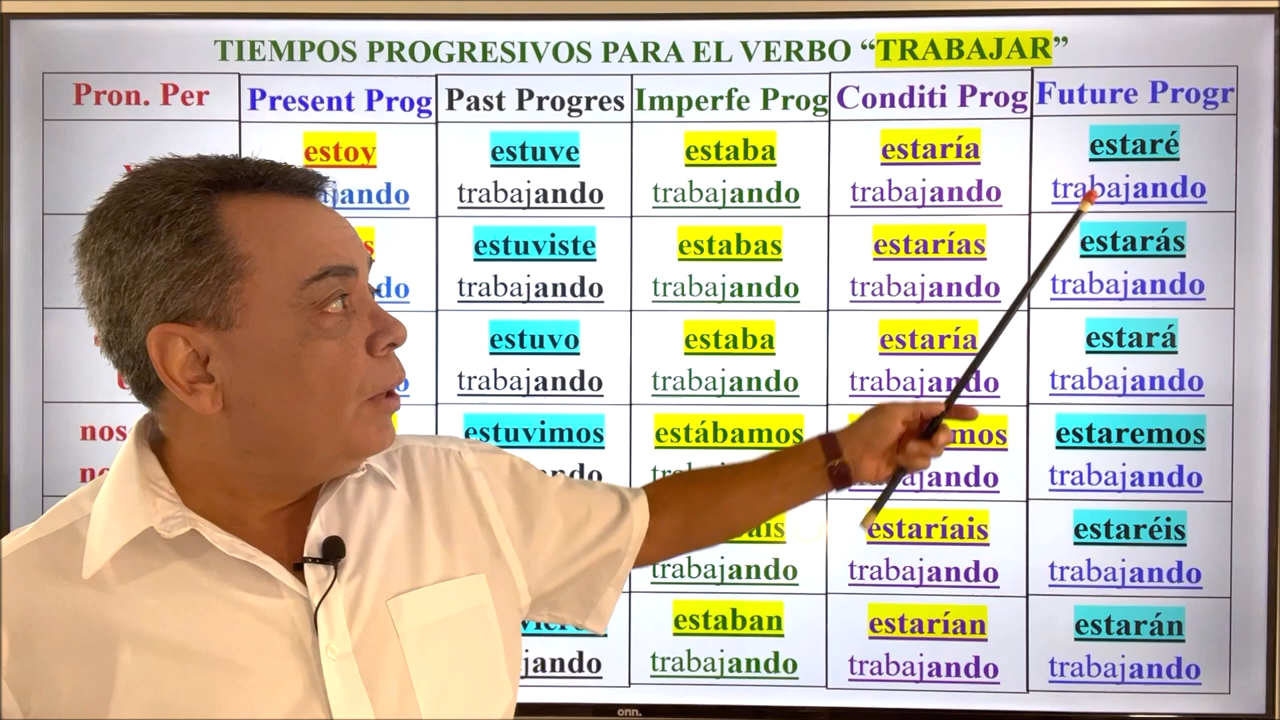 TIEMPOS PROGRESIVOS PARA EL VERBO “TRABAJAR”
Pron. Per Present Prog Past Progres Imperfe Prog Conditi Prog Future Progr
estoy estuve estaba estaría estaré
trabajando trabajando trabajando trabajando
estuviste estabas estarías estarás
trabajando trabajando trabajando trabajando
estuvo estaba estaría estará
trabajando trabajando trabajando trabajando
estuvimos estábamos estaremos
trabajando
estaríais estaréis
trabajando trabajando trabajando
estaban estarían estarán
trabajando trabajando trabajando
onn.